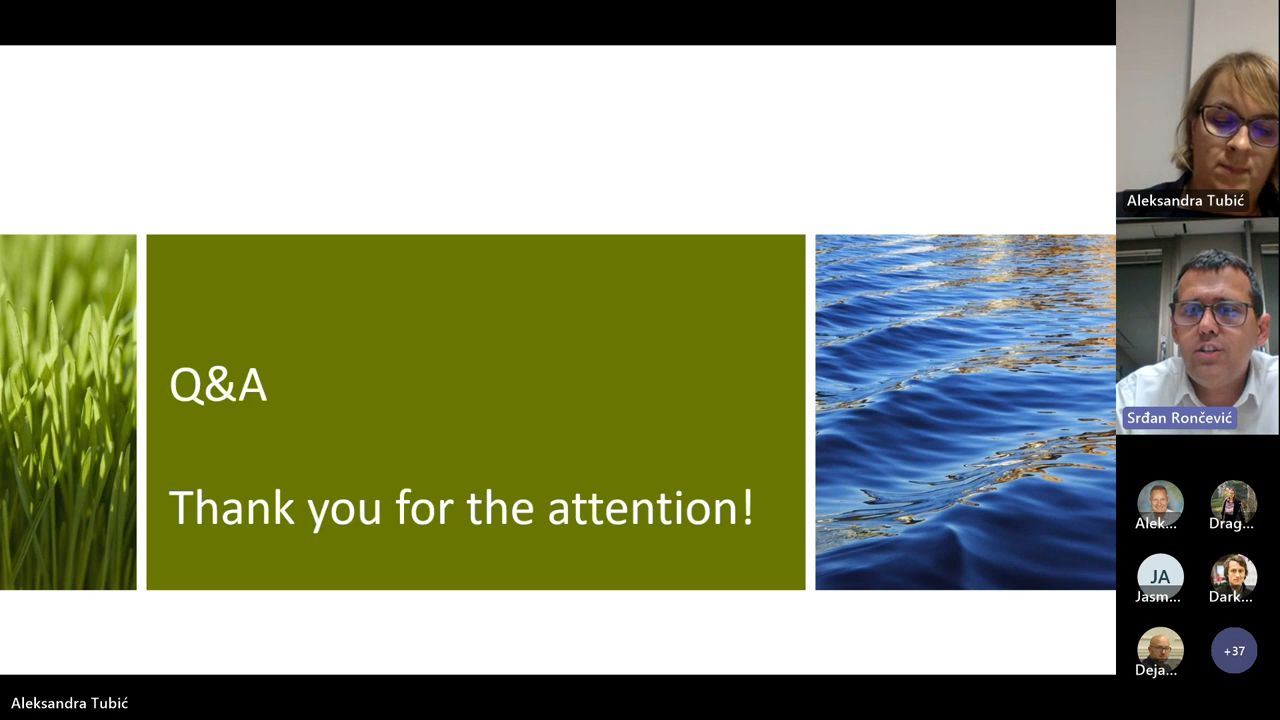 Q&A
Thank you for the attention!
Aleksandra Tubić
Srđan Rončević
Alek...
Drag...
JA
Jasm...
Dark...
Deja...
+37
Aleksandra Tubić